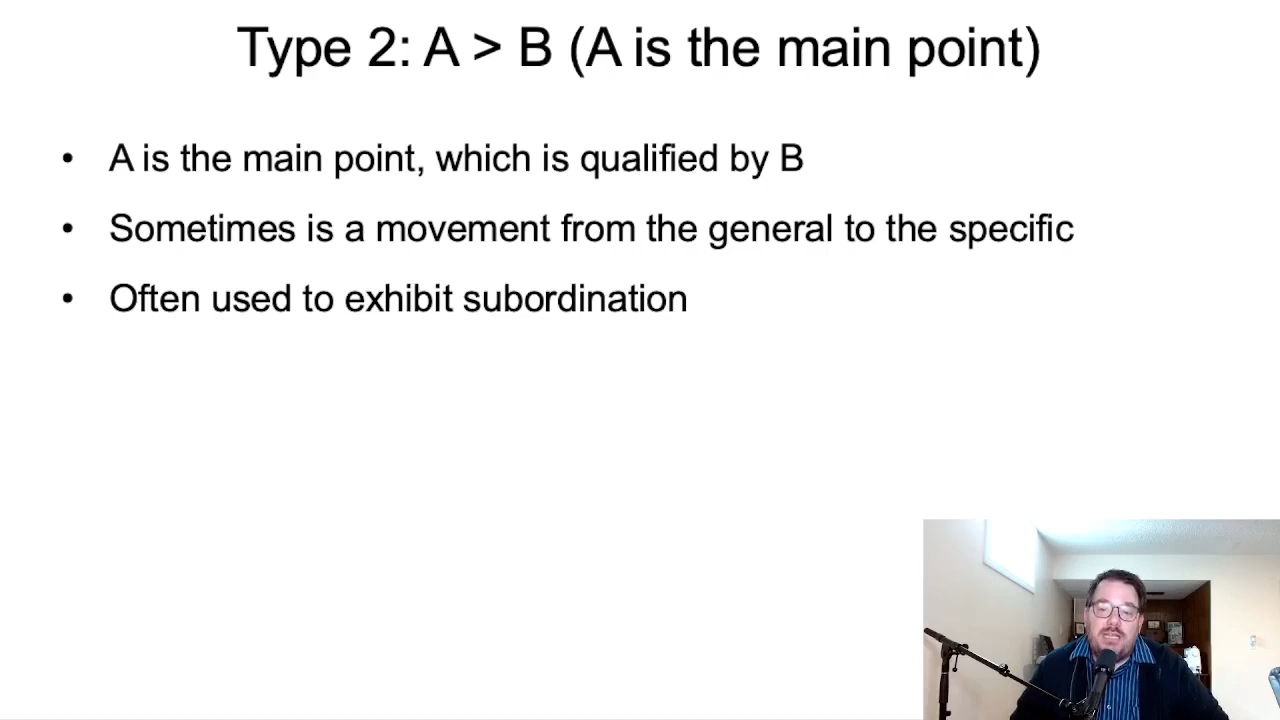 Type 2: A > B (A is the main point)
• A is the main point, which is qualified by B
• Sometimes is a movement from the general to the specific
• Often used to exhibit subordination